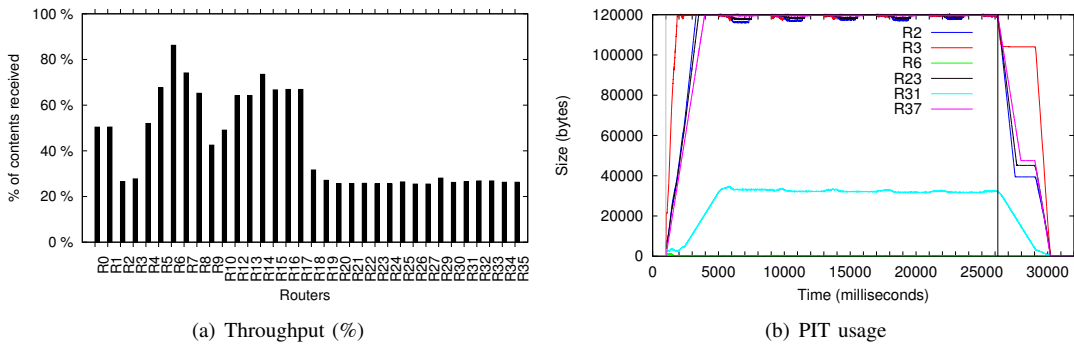 % of contents received
100 %
80 %
60 %
40 %
20 %
0 %
R0 R1 R2 R3 R4 R5 R6 R7 R8 R9 R10 R12 R13 R14 R15 R16 R17 R18 R19 R20 R21 R22 R23 R24 R25 R26 R27 R29 R30 R31 R32 R33 R34 R35
Routers
(a) Throughput (%)
Size (bytes)
120000
100000
80000
60000
40000
20000
0
R2
R3
R6
R23
R31
R37
0 5000 10000 15000 20000 25000 30000
Time (milliseconds)
(b) PIT usage